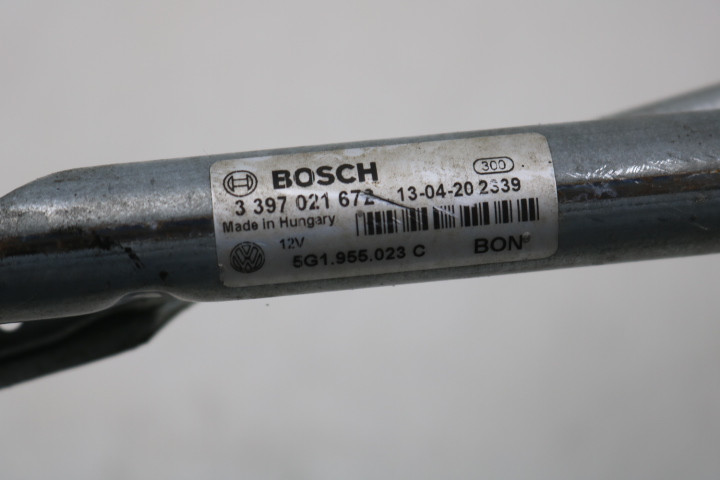 BOSCH 300
3 397 021 672 13-04-20 2339
Made in Hungary
12V
5G1.955.023 C BON